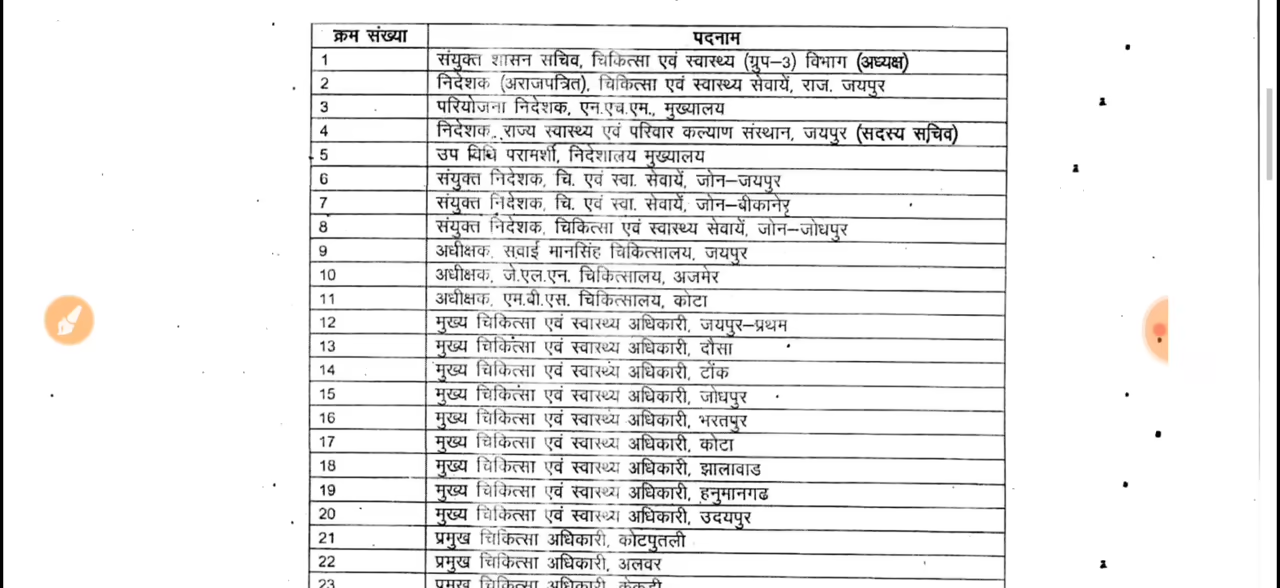 क्रम संख्या पदनाम
1 संयुक्त शासन सचिव, चिकित्सा एवं स्वास्थ्य (ग्रुप-3) विभाग (अध्यक्ष)
2 निदेशक (अराजपत्रित), चिकित्सा एवं स्वास्थ्य सेवायें, राज. जयपुर
3 परियोजना निदेशक, एन.एच.एम., मुख्यालय
4 निदेशक, राज्य स्वास्थ्य एवं परिवार कल्याण संस्थान, जयपुर (सदस्य सचिव)
5 उप विधि परामर्शी, निदेशालय मुख्यालय
6 संयुक्त निदेशक, चि. एवं स्वा. सेवायें, जोन-जयपुर
7 संयुक्त निदेशक, चि. एवं स्वा. सेवायें, जोन-बीकानेर
8 संयुक्त निदेशक, चिकित्सा एवं स्वास्थ्य सेवायें, जोन-जोधपुर
9 अधीक्षक, सवाई मानसिंह चिकित्सालय, जयपुर
10 अधीक्षक, जे.एल.एन. चिकित्सालय, अजमेर
11 अधीक्षक, एम.बी.एस. चिकित्सालय, कोटा
12 मुख्य चिकित्सा एवं स्वास्थ्य अधिकारी, जयपुर-प्रथम
13 मुख्य चिकित्सा एवं स्वास्थ्य अधिकारी, दौसा
14 मुख्य चिकित्सा एवं स्वास्थ्य अधिकारी, टोंक
15 मुख्य चिकित्सा एवं स्वास्थ्य अधिकारी, जोधपुर
16 मुख्य चिकित्सा एवं स्वास्थ्य अधिकारी, भरतपुर
17 मुख्य चिकित्सा एवं स्वास्थ्य अधिकारी, कोटा
18 मुख्य चिकित्सा एवं स्वास्थ्य अधिकारी, झालावाड
19 मुख्य चिकित्सा एवं स्वास्थ्य अधिकारी, हनुमानगढ
20 मुख्य चिकित्सा एवं स्वास्थ्य अधिकारी, उदयपुर
21 प्रमुख चिकित्सा अधिकारी, कोटपुतली
22 प्रमुख चिकित्सा अधिकारी, अलवर
23 प्रमुख चिकित्सा अधिकारी, केकडी